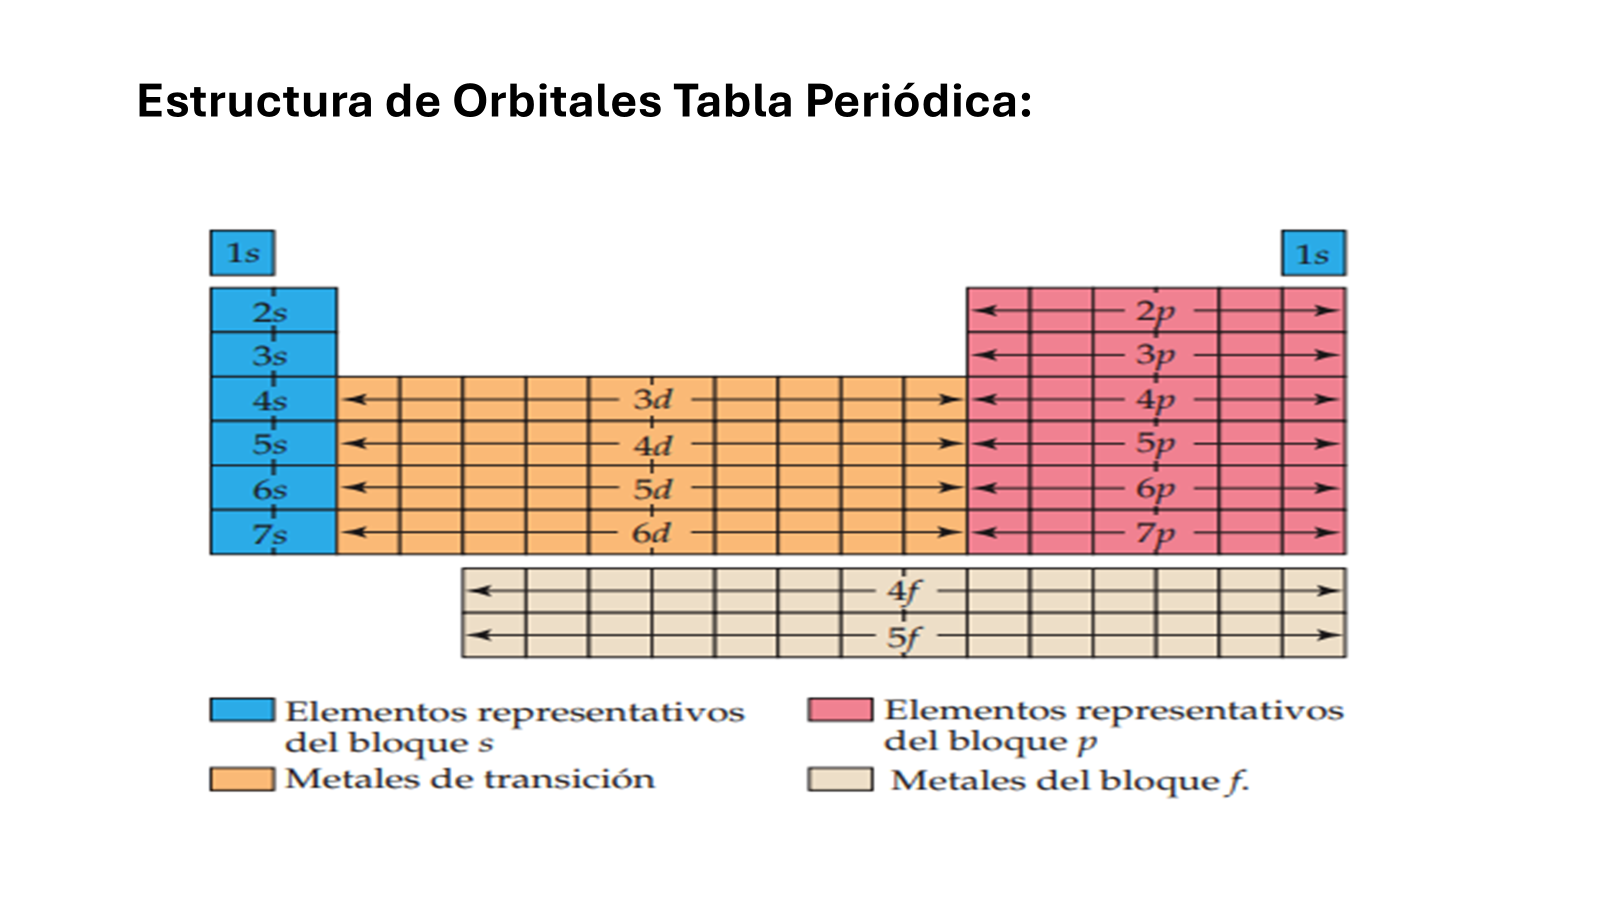 Estructura de Orbitales Tabla Periódica:
1s 1s
2s 2p
3s 3p
4s 3d 4p
5s 4d 5p
6s 5d 6p
7s 6d 7p
4f
5f
Elementos representativos
del bloque s
Elementos representativos
del bloque p
Metales de transición
Metales del bloque f.